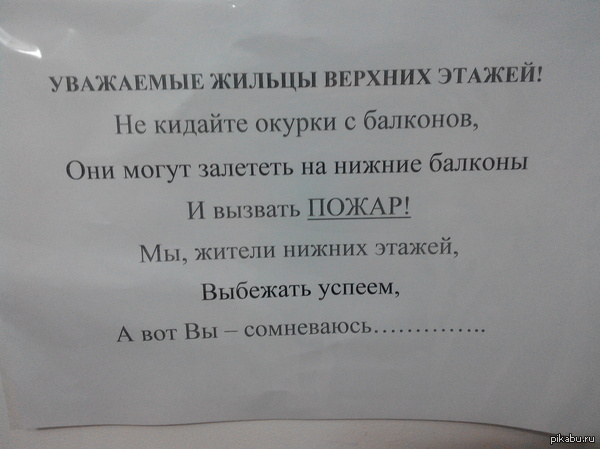 УВАЖАЕМЫЕ ЖИЛЬЦЫ ВЕРХНИХ ЭТАЖЕЙ!
Не кидайте окурки с балконов,
Они могут залететь на нижние балконы
И вызвать ПОЖАР!
Мы, жители нижних этажей,
Выбежать успеем,
А вот Вы – сомневаюсь…………..
pikabu.ru